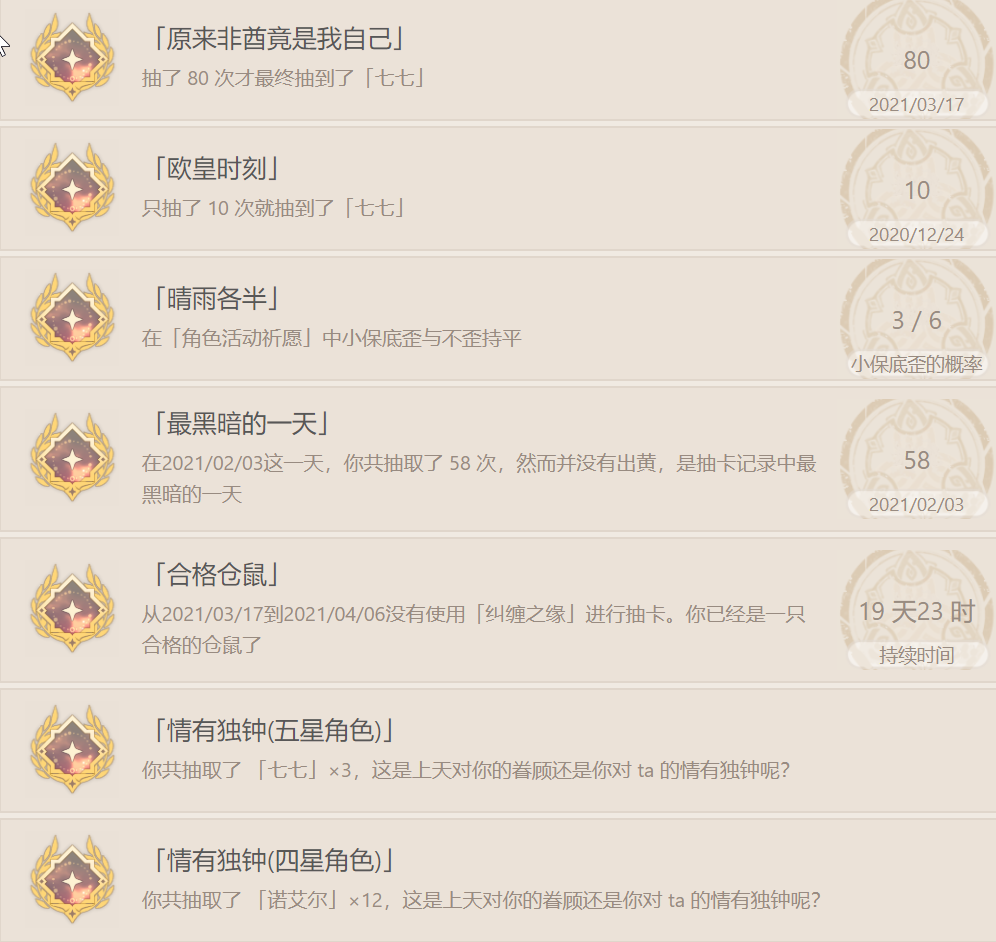 「原来非酋竟是我自己」
抽了 80 次才最终抽到了「七七」
80
2021/03/17
「欧皇时刻」
只抽了 10 次就抽到了「七七」
10
2020/12/24
「晴雨各半」
在「角色活动祈愿」中小保底歪与不歪持平
3 / 6
小保底歪的概率
「最黑暗的一天」
在2021/02/03这一天，你共抽取了 58 次，然而并没有出黄，是抽卡记录中最
黑暗的一天
58
2021/02/03
「合格仓鼠」
从2021/03/17到2021/04/06没有使用「纠缠之缘」进行抽卡。你已经是一只
合格的仓鼠了
19 天23 时
持续时间
「情有独钟(五星角色)」
你共抽取了 「七七」×3，这是上天对你的眷顾还是你对 ta 的情有独钟呢?
「情有独钟(四星角色)」
你共抽取了 「诺艾尔」×12，这是上天对你的眷顾还是你对 ta 的情有独钟呢?